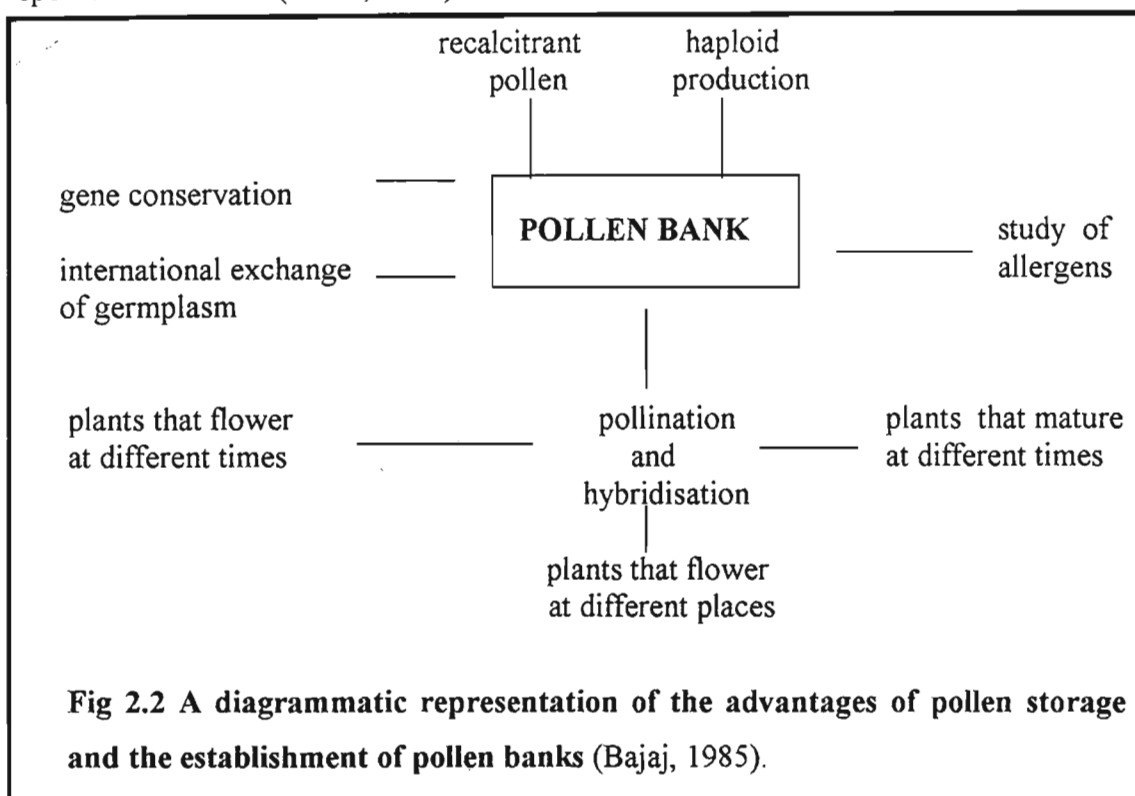 recalcitrant
pollen
haploid
production
gene conservation
POLLEN BANK
study of
allergens
international exchange
of germplasm
plants that flower
at different times
pollination
and
hybridisation
plants that mature
at different times
plants that flower
at different places
Fig 2.2 A diagrammatic representation of the advantages of pollen storage
and the establishment of pollen banks (Bajaj, 1985).